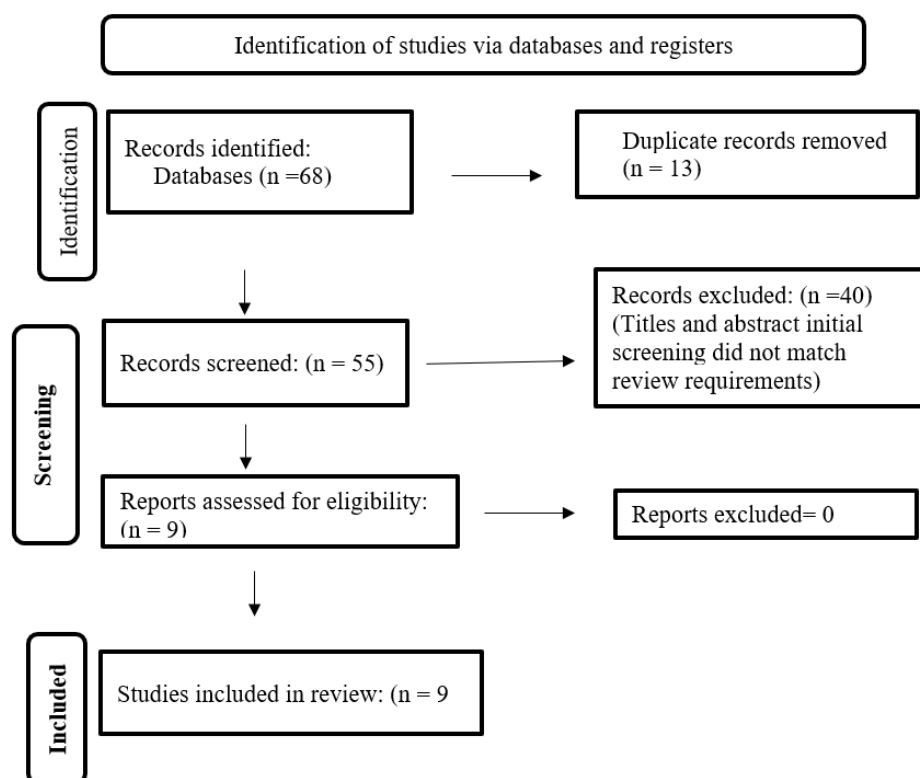 Identification of studies via databases and registers
Identification
Records identified:
Databases (n =68)
Duplicate records removed
(n = 13)
Screening
Records screened: (n = 55)
Records excluded: (n =40)
(Titles and abstract initial
screening did not match
review requirements)
Reports assessed for eligibility:
(n = 9)
Reports excluded= 0
Included
Studies included in review: (n = 9